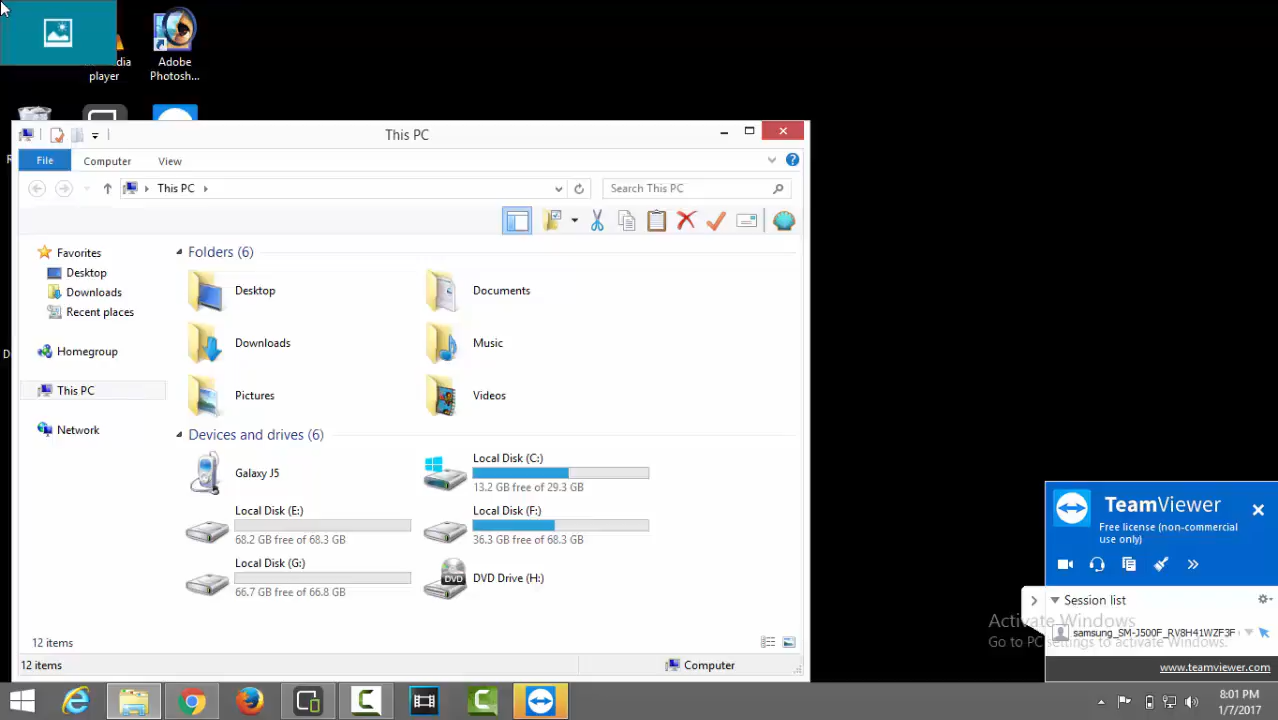 media
player
Adobe
Photosh...
This PC
File
Computer
View
This PC
Search This PC
Favorites
Desktop
Downloads
Recent places
Homegroup
This PC
Network
Folders (6)
Desktop
Documents
Downloads
Music
Pictures
Videos
Devices and drives (6)
Galaxy J5
Local Disk (C:)
13.2 GB free of 29.3 GB
Local Disk (E:)
68.2 GB free of 68.3 GB
Local Disk (F:)
36.3 GB free of 68.3 GB
Local Disk (G:)
66.7 GB free of 66.8 GB
DVD
DVD Drive (H:)
12 items
12 items
Computer
TeamViewer
Free license (non-commercial
use only)
Session list
samsung_SM-J500F_RV8H41WZF3F
Activate Windows
Go to PC settings to activate Windows.
www.teamviewer.com
8:01 PM
1/7/2017